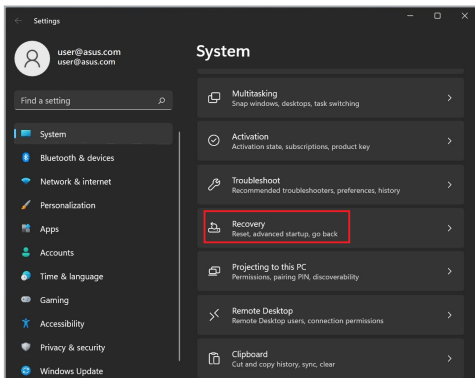 Settings
user@asus.com
user@asus.com
Find a setting
System
Bluetooth & devices
Network & internet
Personalization
Apps
Accounts
Time & language
Gaming
Accessibility
Privacy & security
Windows Update
System
Multitasking
Snap windows, desktops, task switching
Activation
Activation state, subscriptions, product key
Troubleshoot
Recommended troubleshooters, preferences, history
Recovery
Reset, advanced startup, go back
Projecting to this PC
Permissions, pairing PIN, discoverability
Remote Desktop
Remote Desktop users, connection permissions
Clipboard
Cut and copy history, sync, clear